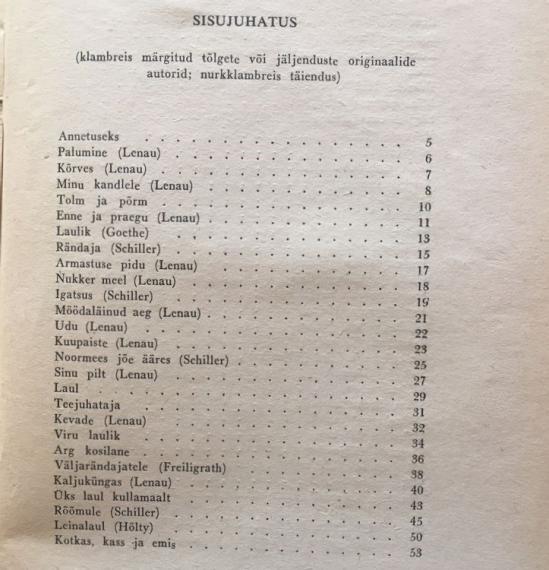 SISUJUHATUS
(klambreis märgitud tõlgete või jäljenduste originaalide
autorid; nurkklambreis täiendus)
Annetuseks . . . . . . . . . . . . . . 5
Palumine (Lenau) . . . . . . . . . . . . 6
Kõrves (Lenau) . . . . . . . . . . . . 7
Minu kandlele (Lenau) . . . . . . . . . . . 8
Tolm ja põrm . . . . . . . . . . . . . 10
Enne ja praegu (Lenau) . . . . . . . . . . 11
Laulik (Goethe) . . . . . . . . . . . . 13
Rändaja (Schiller) . . . . . . . . . . . . 15
Armastuse pidu (Lenau) . . . . . . . . . . 17
Nukker meel (Lenau) . . . . . . . . . . . 18
Igatsus (Schiller) . . . . . . . . . . . . 19
Möödaläinud aeg (Lenau) . . . . . . . . . . 21
Udu (Lenau) . . . . . . . . . . . . . 22
Kuupaiste (Lenau) . . . . . . . . . . . . 23
Noormees jõe ääres (Schiller) . . . . . . . . 25
Sinu pilt (Lenau) . . . . . . . . . . . . 27
Laul . . . . . . . . . . . . . . . 29
Teejuhataja . . . . . . . . . . . . . 31
Kevade (Lenau) . . . . . . . . . . . . 32
Viru laulik . . . . . . . . . . . . . 34
Arg kosilane . . . . . . . . . . . . . 36
Väljarändajatele (Freiligrath) . . . . . . . . . 38
Kaljuküngas (Lenau) . . . . . . . . . . . 40
Üks laul kullamaalt . . . . . . . . . . . 43
Rõõmule (Schiller) . . . . . . . . . . . . 45
Leinalaul (Hölty) . . . . . . . . . . . . 50
Kotkas, kass ja emis . . . . . . . . . . . 53